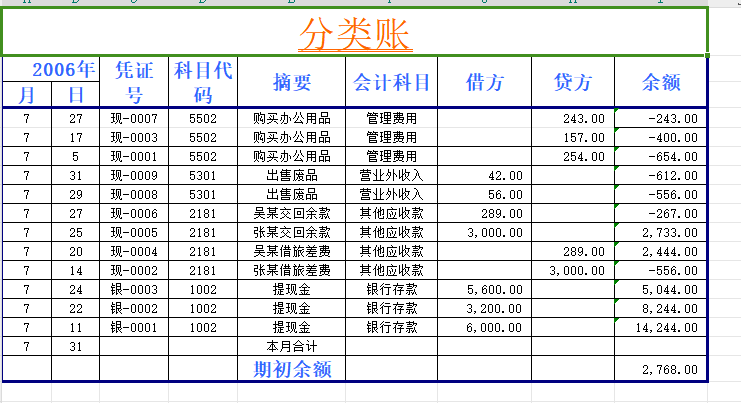 分类账
2006年 凭证号 科目代码 摘要 会计科目 借方 贷方 余额
月 日
7 27 现-0007 5502 购买办公用品 管理费用 243.00 -243.00
7 17 现-0003 5502 购买办公用品 管理费用 157.00 -400.00
7 5 现-0001 5502 购买办公用品 管理费用 254.00 -654.00
7 31 现-0009 5301 出售废品 营业外收入 42.00 -612.00
7 29 现-0008 5301 出售废品 营业外收入 56.00 -556.00
7 27 现-0006 2181 吴某交回余款 其他应收款 289.00 -267.00
7 25 现-0005 2181 张某交回余款 其他应收款 3,000.00 2,733.00
7 20 现-0004 2181 吴某借旅差费 其他应收款 289.00 2,444.00
7 14 现-0002 2181 张某借旅差费 其他应收款 3,000.00 -556.00
7 24 银-0003 1002 提现金 银行存款 5,600.00 5,044.00
7 22 银-0002 1002 提现金 银行存款 3,200.00 8,244.00
7 11 银-0001 1002 提现金 银行存款 6,000.00 14,244.00
7 31 本月合计
期初余额 2,768.00